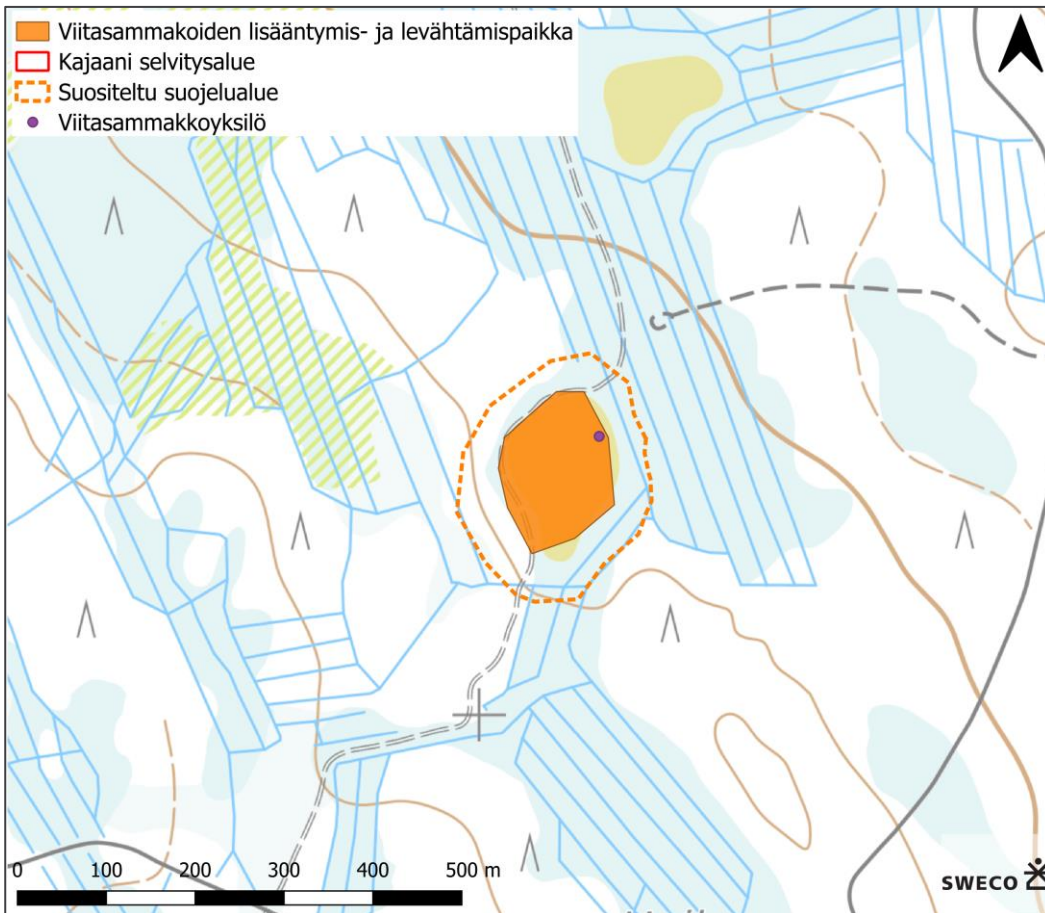 Viitasammakoiden lisääntymis- ja levähtämispaikka
Kajaani selvitysalue
Suositeltu suojelualue
Viitasammakkoyksilö
0 100 200 300 400 500 m
SWECO